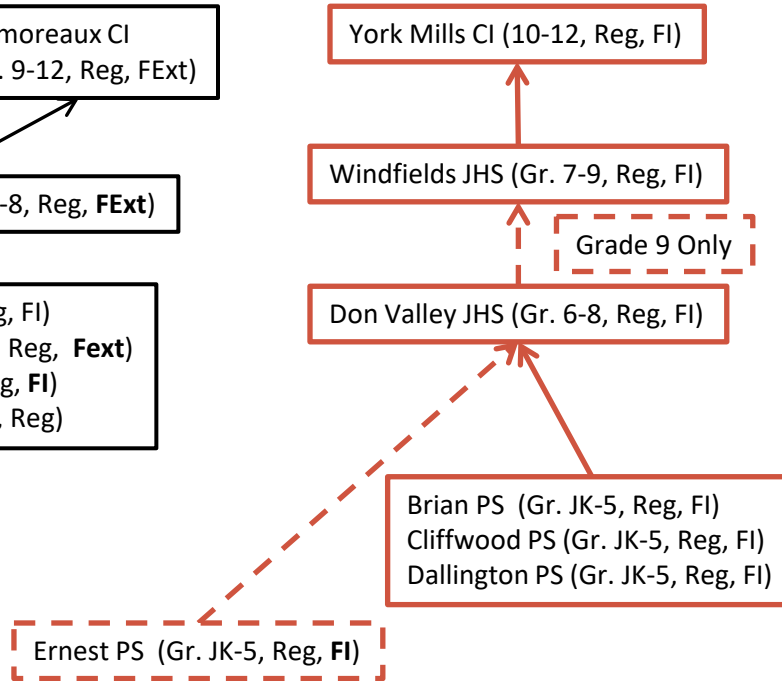 moreaux CI
. 9-12, Reg, FExt)
-8, Reg, FExt)
g, FI)
Reg, Fext)
g, FI)
, Reg)
York Mills CI (10-12, Reg, FI)
Windfields JHS (Gr. 7-9, Reg, FI)
Grade 9 Only
Don Valley JHS (Gr. 6-8, Reg, FI)
Brian PS (Gr. JK-5, Reg, FI)
Cliffwood PS (Gr. JK-5, Reg, FI)
Dallington PS (Gr. JK-5, Reg, FI)
Ernest PS (Gr. JK-5, Reg, FI)